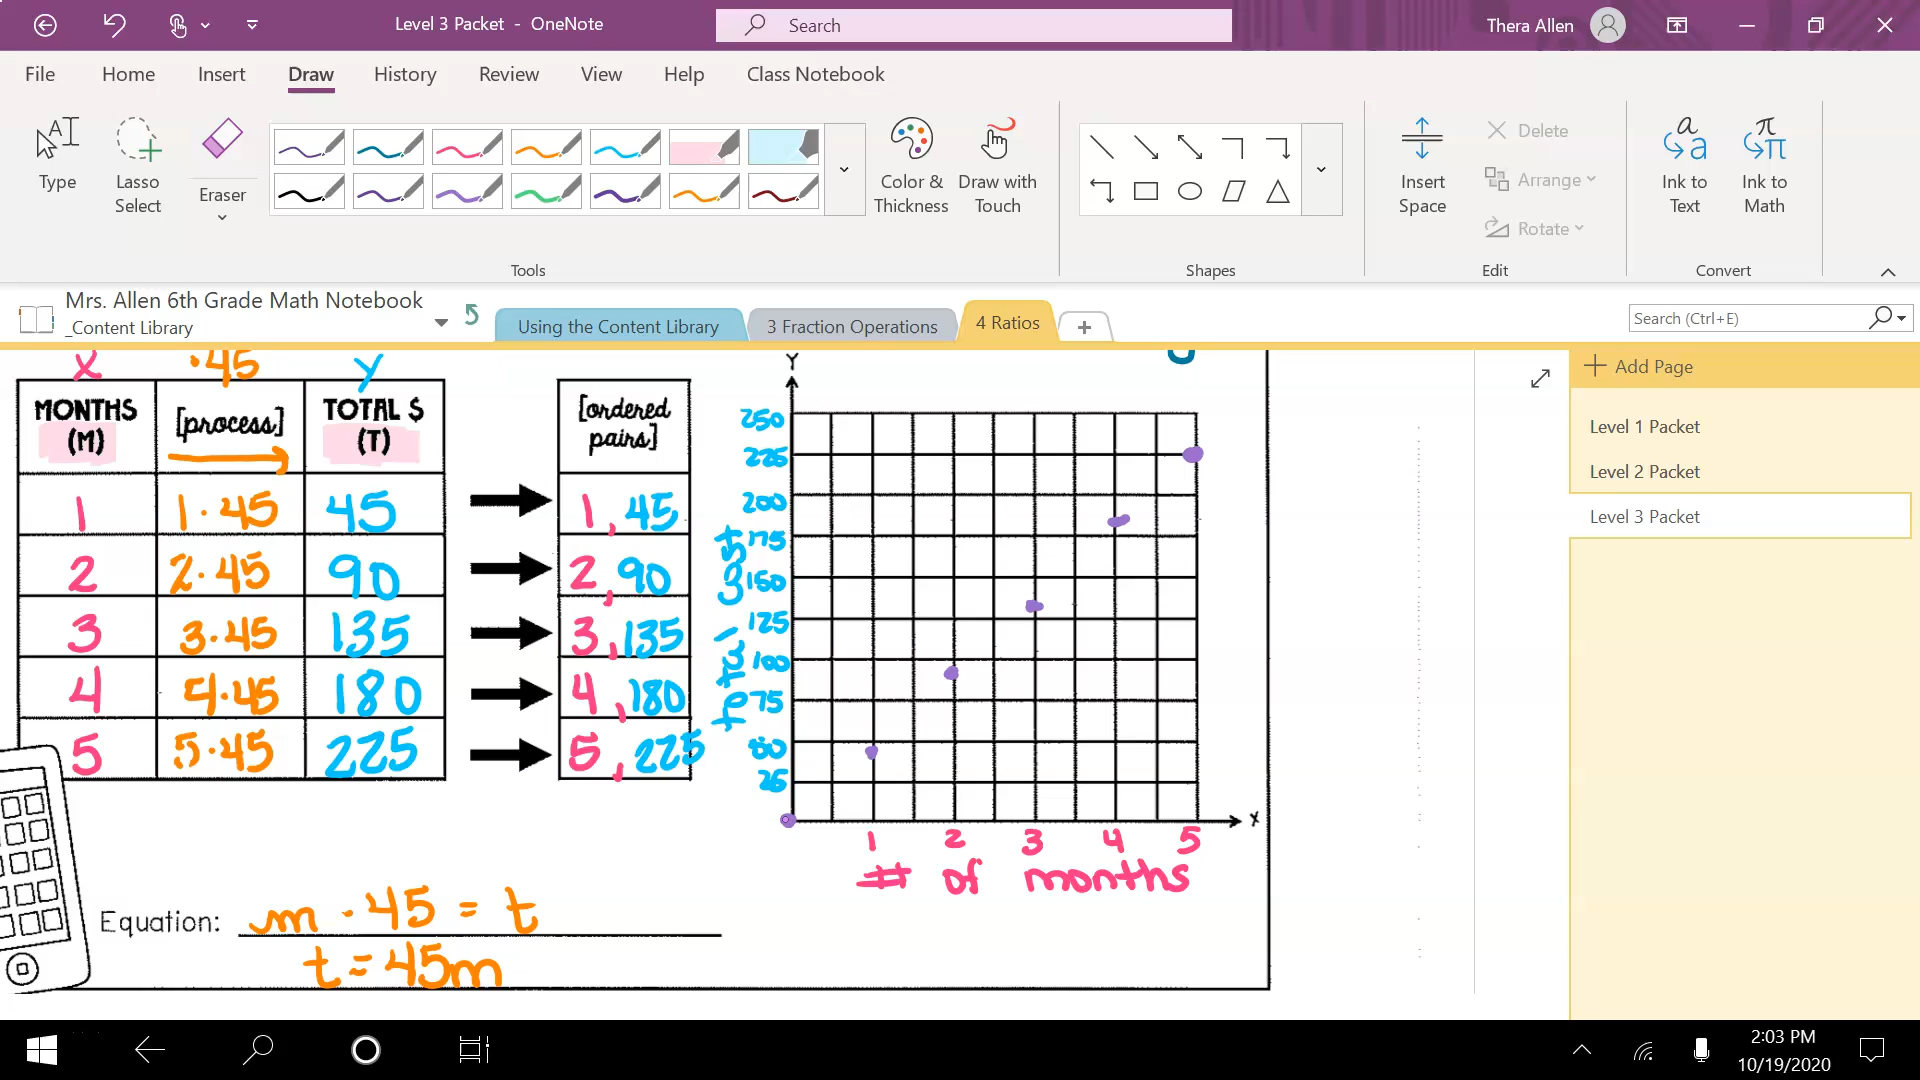 Level 3 Packet - OneNote
Search
Thera Allen
File Home Insert Draw History Review View Help Class Notebook
Type
Lasso Select
Eraser
Color & Thickness
Draw with Touch
Insert Space
Delete
Arrange
Rotate
Ink to Text
Ink to Math
Tools
Shapes
Edit
Convert
Mrs. Allen 6th Grade Math Notebook
_Content Library
Using the Content Library
3 Fraction Operations
4 Ratios
Search (Ctrl+E)
Add Page
Level 1 Packet
Level 2 Packet
Level 3 Packet
X ·45 Y
MONTHS (M) [process] TOTAL $ (T) [ordered pairs]
1 1·45 45 1,45
2 2·45 90 2,90
3 3·45 135 3,135
4 4·45 180 4,180
5 5·45 225 5,225
Y
250
225
200
175
150
125
100
75
50
25
total cost
X
1 2 3 4 5
# of months
Equation: m · 45 = t
t = 45m
2:03 PM
10/19/2020